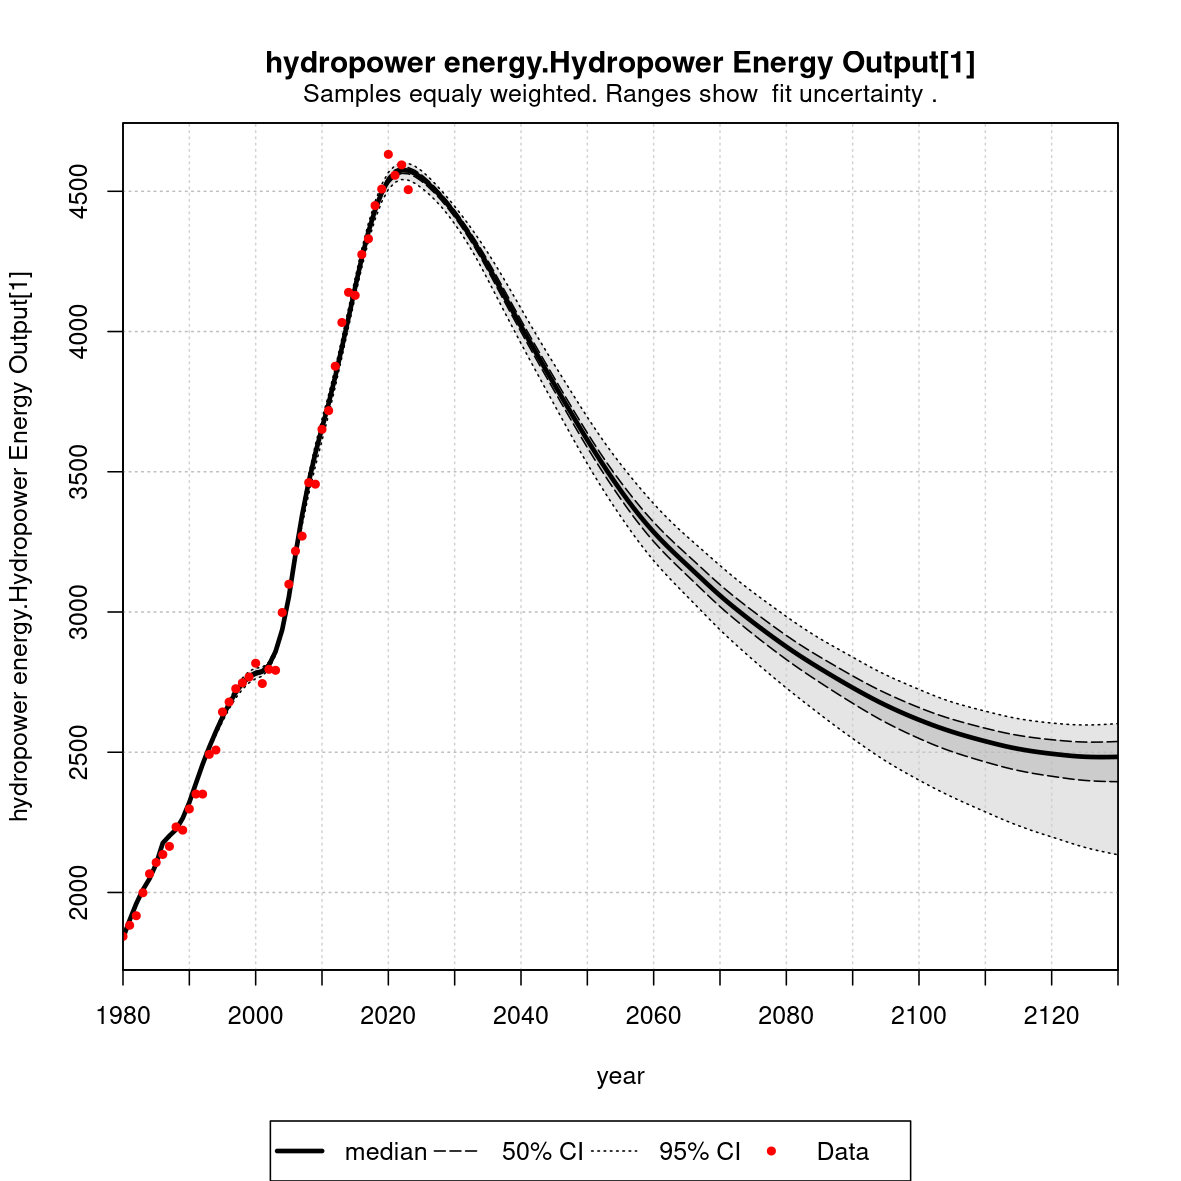 hydropower energy.Hydropower Energy Output[1]
Samples equaly weighted. Ranges show  fit uncertainty .
hydropower energy.Hydropower Energy Output[1]
4500
4000
3500
3000
2500
2000
1980 2000 2020 2040 2060 2080 2100 2120
year
median 50% CI 95% CI Data